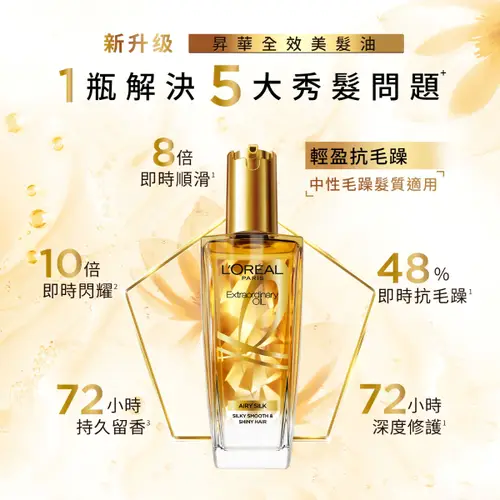 新升级 昇華全效美髮油
1瓶解決5大秀髮問題+
8倍
即時順滑1
輕盈抗毛躁
中性毛躁髮質適用
10倍
即時閃耀2
48%
即時抗毛躁1
72小時
持久留香3
72小時
深度修護1
L'ORÉAL
PARIS
Extraordinary
OIL
AIRY SILK
SILKY SMOOTH &
SHINY HAIR